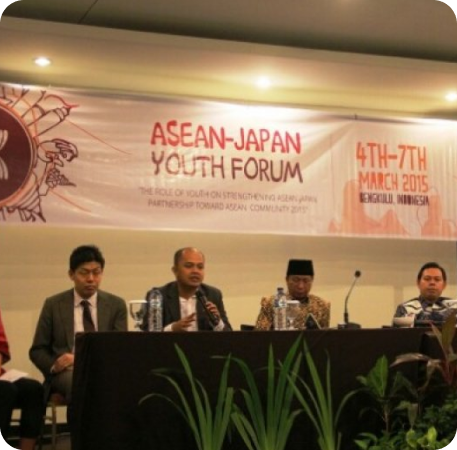 ASEAN-JAPAN
YOUTH FORUM
"THE ROLE OF YOUTH ON STRENGTHENING ASEAN-JAPAN
PARTNERSHIP TOWARD ASEAN COMMUNITY 2015"
4TH-7TH
MARCH 2015
BENGKULU, INDONESIA